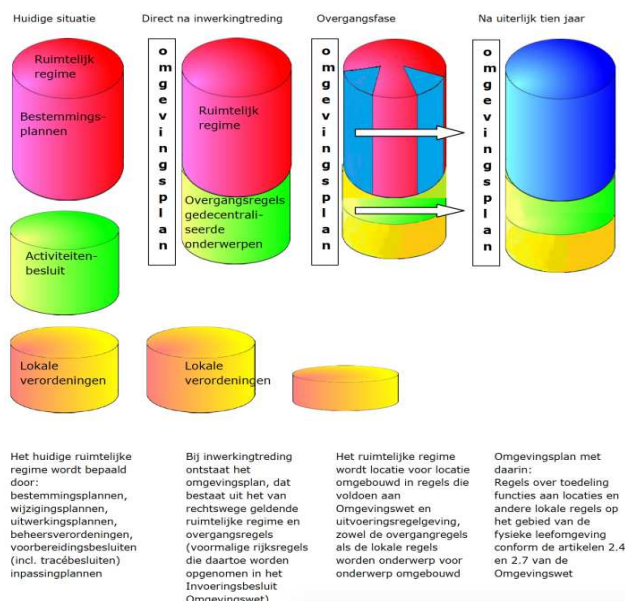 Huidige situatie
Direct na inwerkingtreding
Overgangsfase
Na uiterlijk tien jaar
Ruimtelijk
regime
Bestemmings-
plannen
Activiteiten-
besluit
Lokale
verordeningen
omgevingsplan
Ruimtelijk
regime
Overgangsregels
gedecentrali-
seerde
onderwerpen
Lokale
verordeningen
omgevingsplan
omgevingsplan
Het huidige ruimtelijke
regime wordt bepaald
door:
bestemmingsplannen,
wijzigingsplannen,
uitwerkingsplannen,
beheersverordeningen,
voorbereidingsbesluiten
(incl. tracébesluiten)
inpassingplannen
Bij inwerkingtreding
ontstaat het
omgevingsplan, dat
bestaat uit het van
rechtswege geldende
ruimtelijke regime en
overgangsregels
(voormalige rijksregels
die daartoe worden
opgenomen in het
Invoeringsbesluit
Omgevingswet)
Het ruimtelijke regime
wordt locatie voor locatie
omgebouwd in regels die
voldoen aan
Omgevingswet en
uitvoeringsregelgeving,
zowel de overgangregels
als de lokale regels
worden onderwerp voor
onderwerp omgebouwd
Omgevingsplan met
daarin:
Regels over toedeling
functies aan locaties en
andere lokale regels op
het gebied van de
fysieke leefomgeving
conform de artikelen 2.4
en 2.7 van de
Omgevingswet